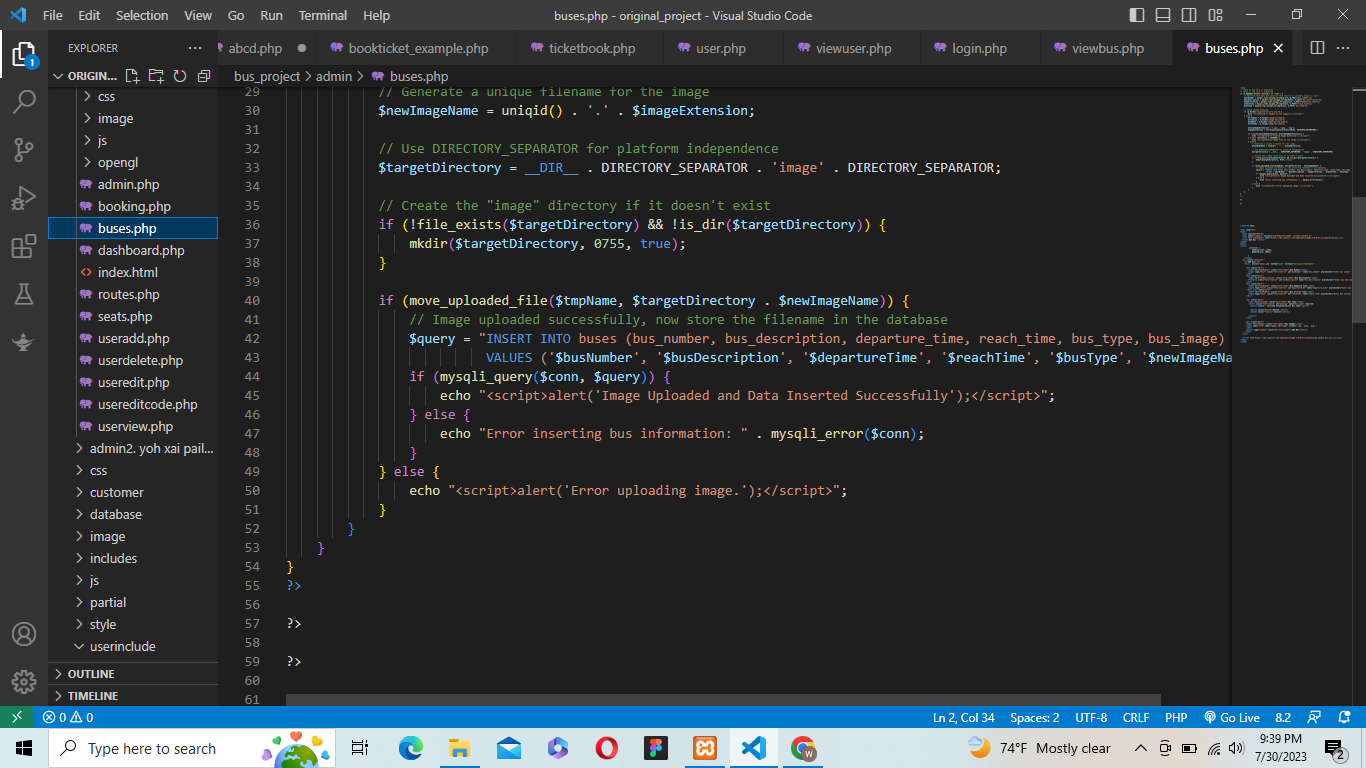 File Edit Selection View Go Run Terminal Help buses.php - original_project - Visual Studio Code
EXPLORER ... abcd.php bookticket_example.php ticketbook.php user.php viewuser.php login.php viewbus.php buses.php
ORIGIN... bus_project > admin > buses.php
css
image
js
opengl
admin.php
booking.php
buses.php
dashboard.php
index.html
routes.php
seats.php
useradd.php
userdelete.php
useredit.php
usereditcode.php
userview.php
admin2. yoh xai pail...
css
customer
database
image
includes
js
partial
style
userinclude
OUTLINE
TIMELINE
29 // Generate a unique filename for the image
30 $newImageName = uniqid() . '.' . $imageExtension;
31
32 // Use DIRECTORY_SEPARATOR for platform independence
33 $targetDirectory = __DIR__ . DIRECTORY_SEPARATOR . 'image' . DIRECTORY_SEPARATOR;
34
35 // Create the "image" directory if it doesn't exist
36 if (!file_exists($targetDirectory) && !is_dir($targetDirectory)) {
37 mkdir($targetDirectory, 0755, true);
38 }
39
40 if (move_uploaded_file($tmpName, $targetDirectory . $newImageName)) {
41 // Image uploaded successfully, now store the filename in the database
42 $query = "INSERT INTO buses (bus_number, bus_description, departure_time, reach_time, bus_type, bus_image)
43 VALUES ('$busNumber', '$busDescription', '$departureTime', '$reachTime', '$busType', '$newImageNa
44 if (mysqli_query($conn, $query)) {
45 echo "<script>alert('Image Uploaded and Data Inserted Successfully');</script>";
46 } else {
47 echo "Error inserting bus information: " . mysqli_error($conn);
48 }
49 } else {
50 echo "<script>alert('Error uploading image.');</script>";
51 }
52 }
53 }
54 }
55 ?>
56
57 ?>
58
59 ?>
60
61
0 0 Ln 2, Col 34 Spaces: 2 UTF-8 CRLF PHP Go Live 8.2
Type here to search 74°F Mostly clear 9:39 PM
7/30/2023 2